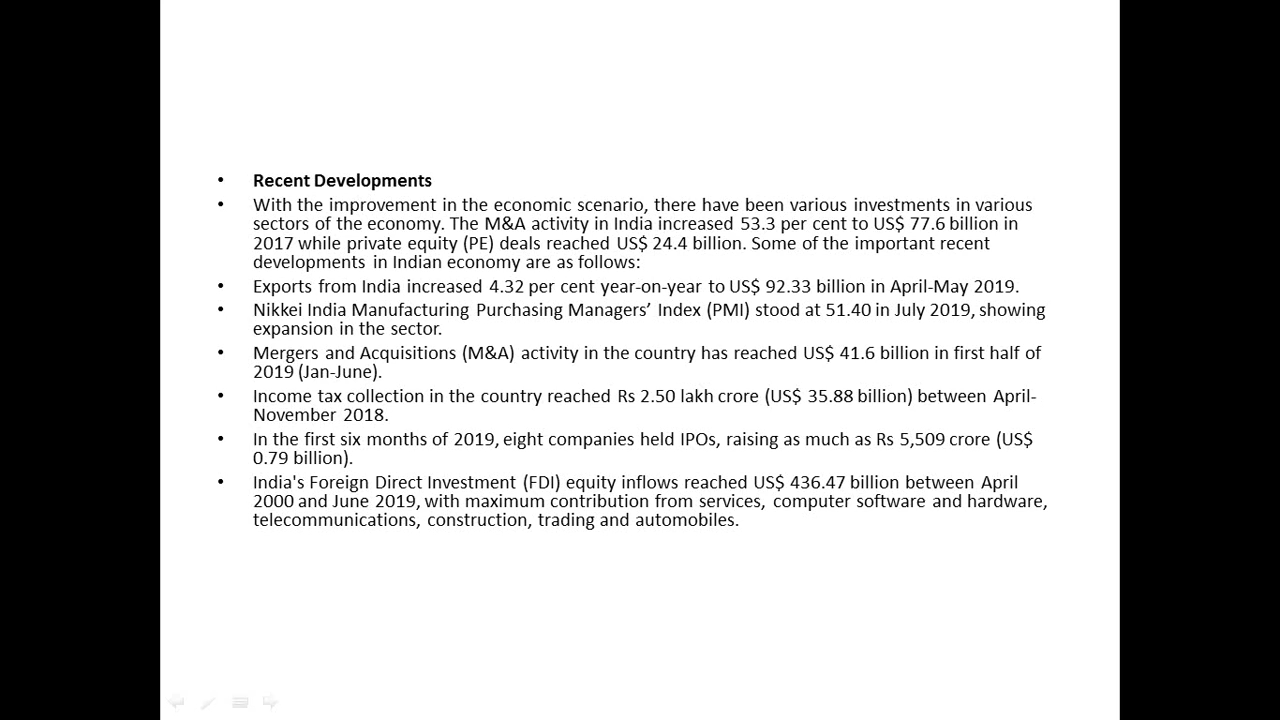 • Recent Developments
• With the improvement in the economic scenario, there have been various investments in various
sectors of the economy. The M&A activity in India increased 53.3 per cent to US$ 77.6 billion in
2017 while private equity (PE) deals reached US$ 24.4 billion. Some of the important recent
developments in Indian economy are as follows:
• Exports from India increased 4.32 per cent year-on-year to US$ 92.33 billion in April-May 2019.
• Nikkei India Manufacturing Purchasing Managers’ Index (PMI) stood at 51.40 in July 2019, showing
expansion in the sector.
• Mergers and Acquisitions (M&A) activity in the country has reached US$ 41.6 billion in first half of
2019 (Jan-June).
• Income tax collection in the country reached Rs 2.50 lakh crore (US$ 35.88 billion) between April-
November 2018.
• In the first six months of 2019, eight companies held IPOs, raising as much as Rs 5,509 crore (US$
0.79 billion).
• India's Foreign Direct Investment (FDI) equity inflows reached US$ 436.47 billion between April
2000 and June 2019, with maximum contribution from services, computer software and hardware,
telecommunications, construction, trading and automobiles.